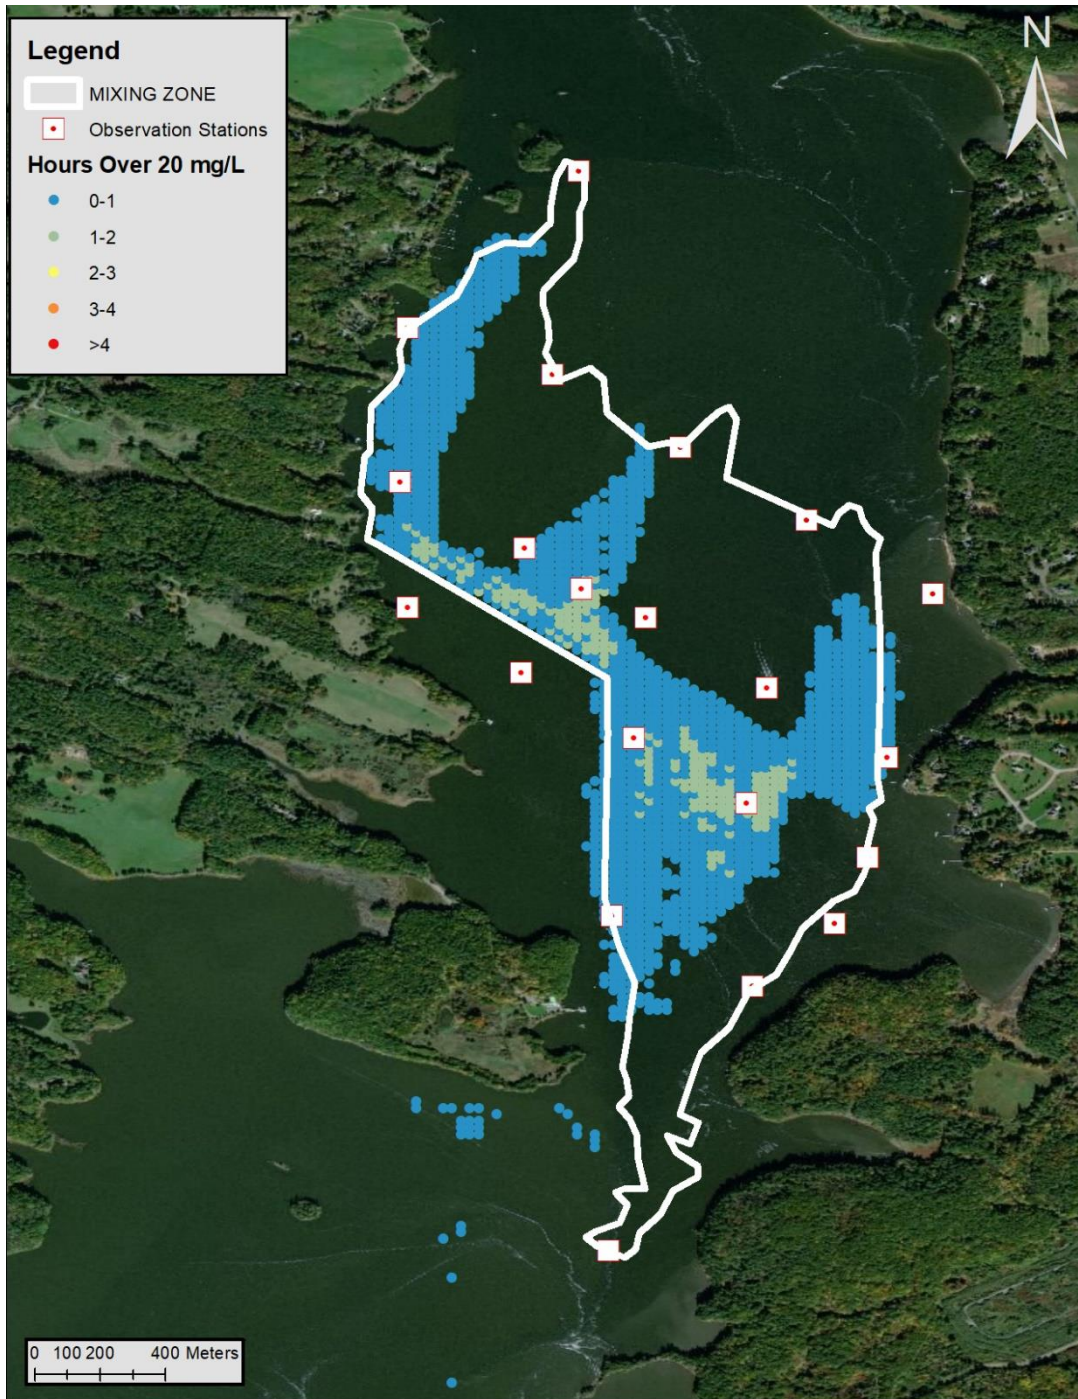 Legend
MIXING ZONE
Observation Stations
Hours Over 20 mg/L
0-1
1-2
2-3
3-4
>4
N
0 100 200 400 Meters